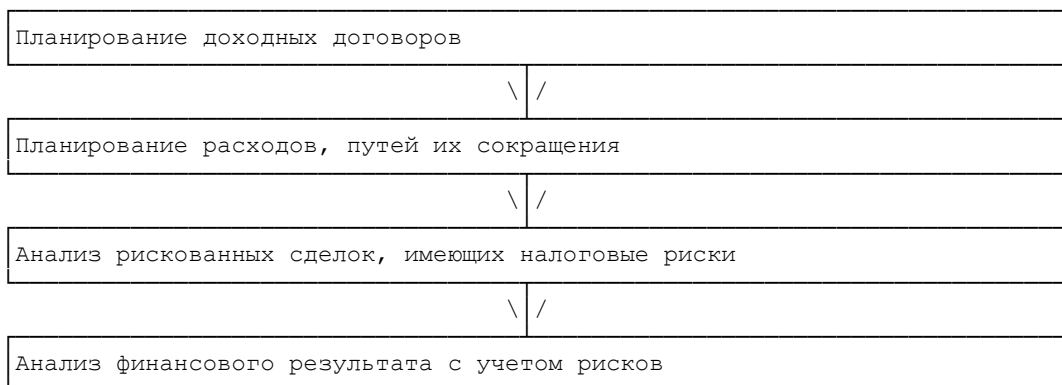 Планирование доходных договоров
Планирование расходов, путей их сокращения
Анализ рискованных сделок, имеющих налоговые риски
Анализ финансового результата с учетом рисков